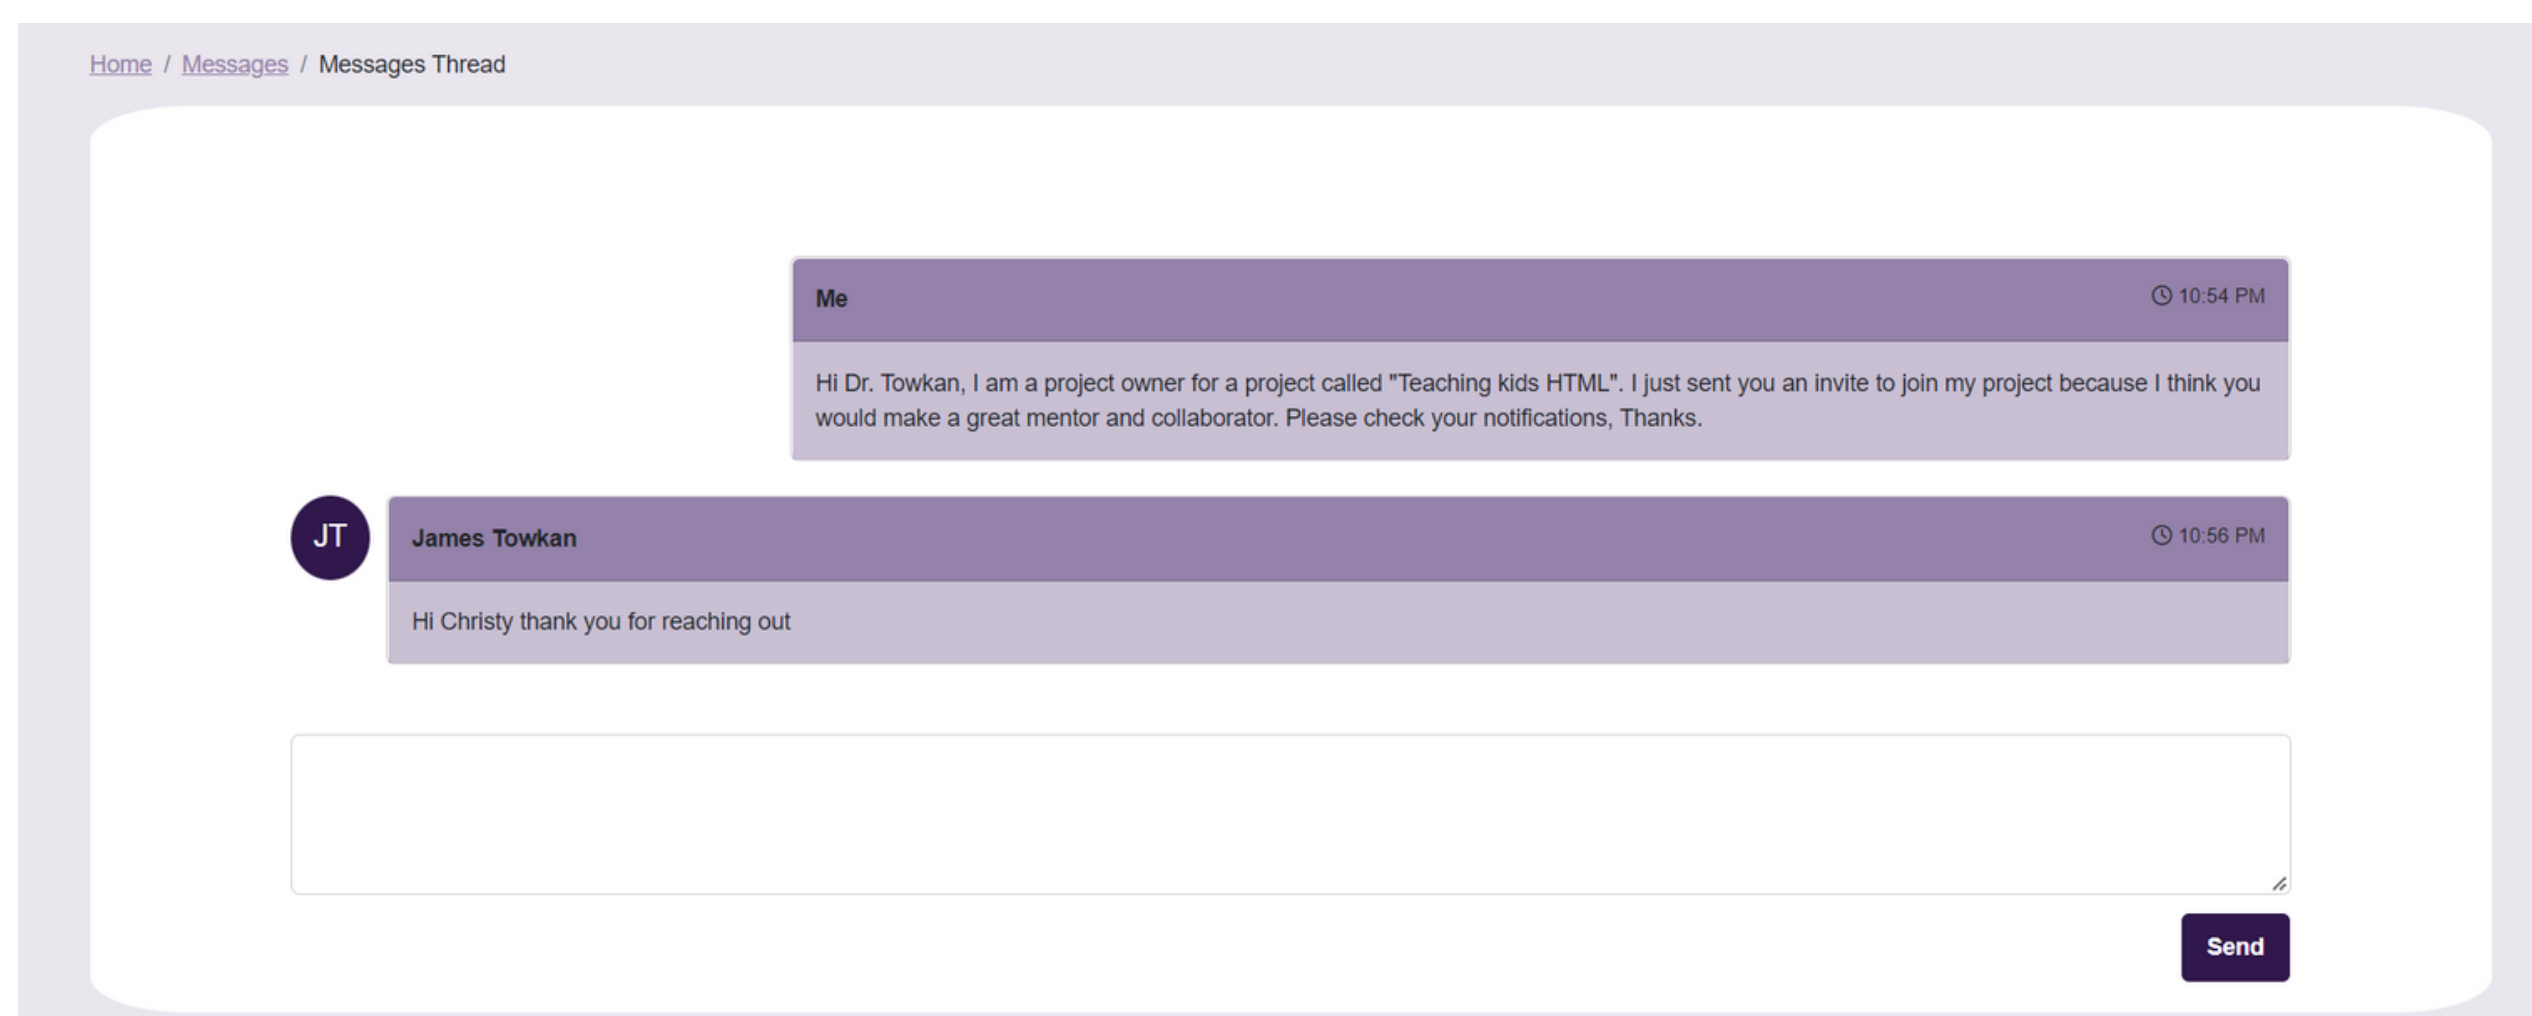 Home / Messages / Messages Thread
Me 10:54 PM
Hi Dr. Towkan, I am a project owner for a project called "Teaching kids HTML". I just sent you an invite to join my project because I think you
would make a great mentor and collaborator. Please check your notifications, Thanks.
JT James Towkan 10:56 PM
Hi Christy thank you for reaching out
Send